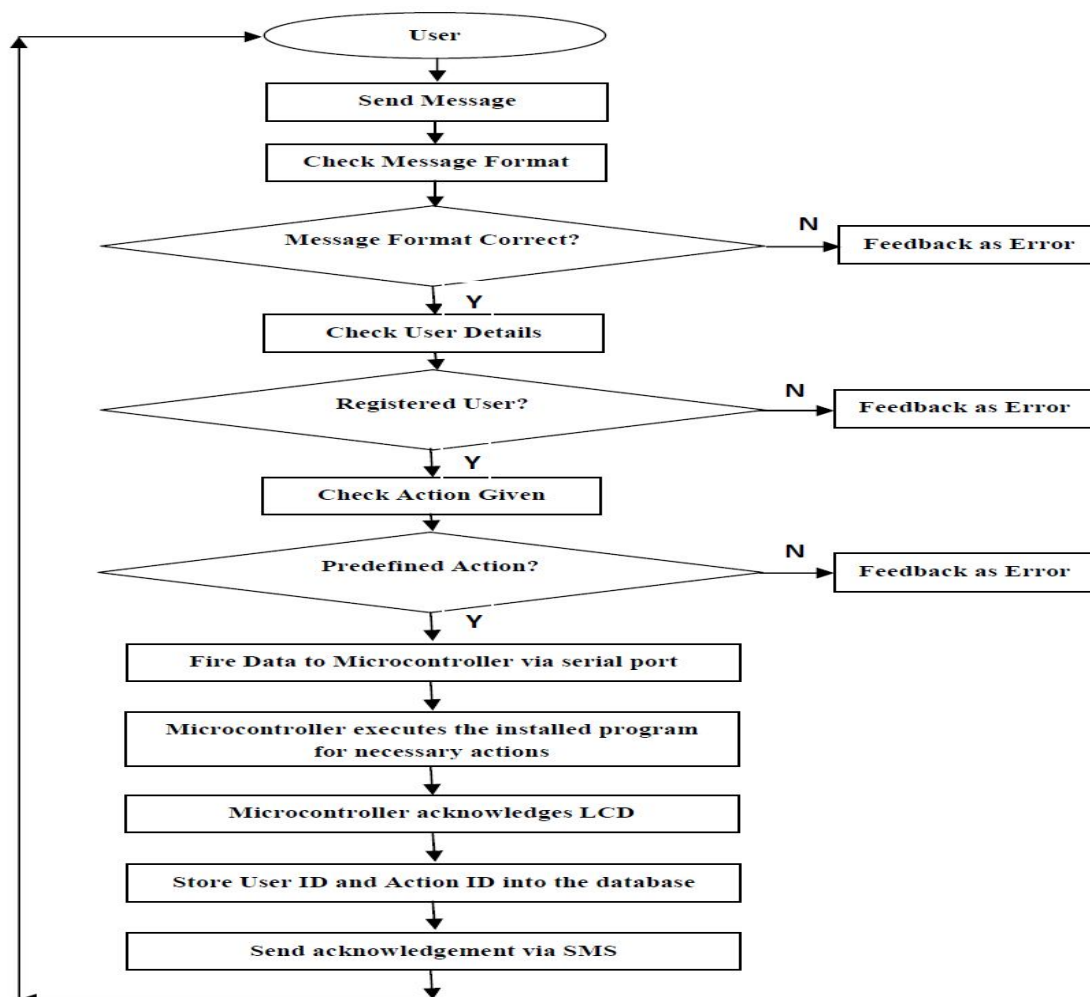 User
Send Message
Check Message Format
Message Format Correct?
N
Feedback as Error
Y
Check User Details
Registered User?
N
Feedback as Error
Y
Check Action Given
Predefined Action?
N
Feedback as Error
Y
Fire Data to Microcontroller via serial port
Microcontroller executes the installed program
for necessary actions
Microcontroller acknowledges LCD
Store User ID and Action ID into the database
Send acknowledgement via SMS